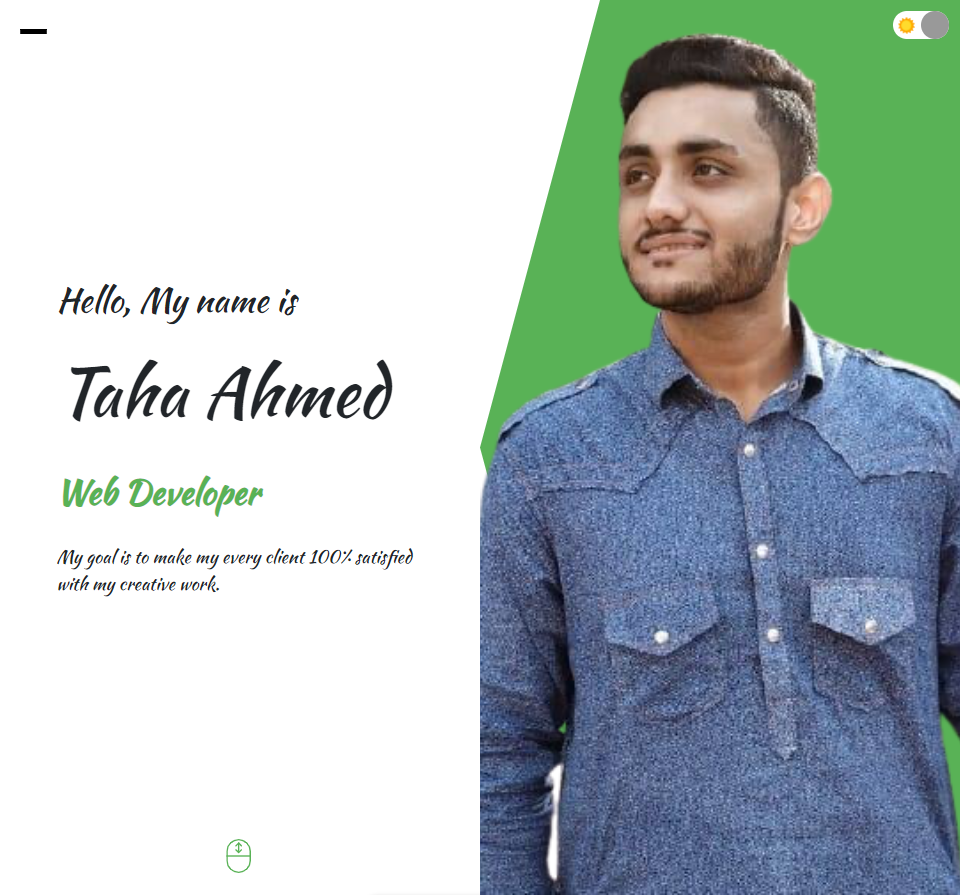 Hello, My name is
Taha Ahmed
Web Developer
My goal is to make my every client 100% satisfied
with my creative work.